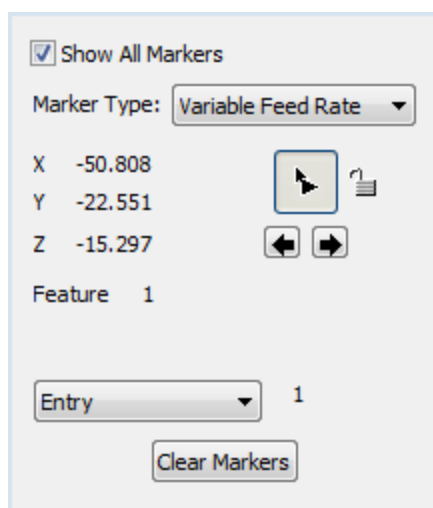 Show All Markers
Marker Type: Variable Feed Rate
X -50.808
Y -22.551
Z -15.297
Feature 1
Entry 1
Clear Markers